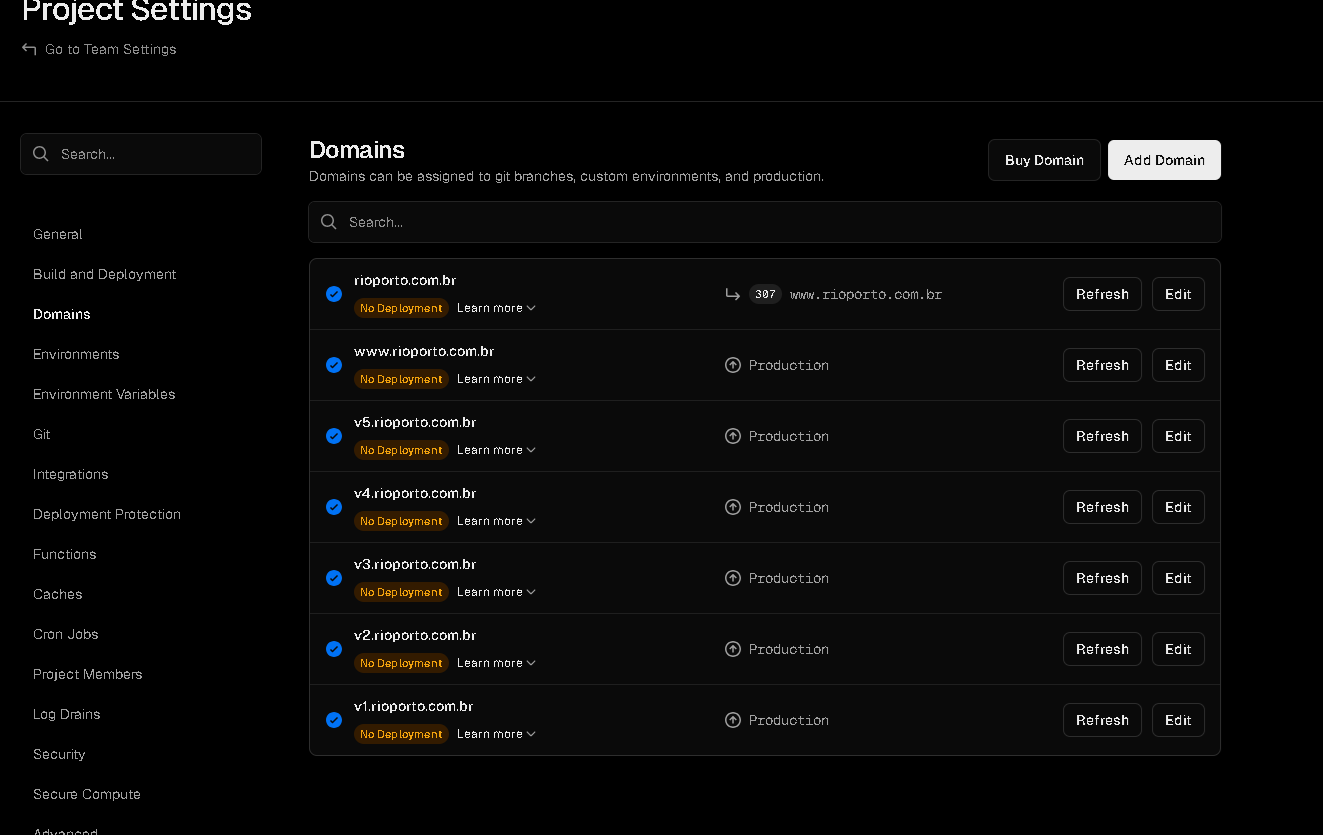 Project Settings
Go to Team Settings
Search...
General
Build and Deployment
Domains
Environments
Environment Variables
Git
Integrations
Deployment Protection
Functions
Caches
Cron Jobs
Project Members
Log Drains
Security
Secure Compute
Advanced
Domains
Domains can be assigned to git branches, custom environments, and production.
Buy Domain
Add Domain
Search...
rioporto.com.br
No Deployment Learn more
307 www.rioporto.com.br
Refresh Edit
www.rioporto.com.br
No Deployment Learn more
Production
Refresh Edit
v5.rioporto.com.br
No Deployment Learn more
Production
Refresh Edit
v4.rioporto.com.br
No Deployment Learn more
Production
Refresh Edit
v3.rioporto.com.br
No Deployment Learn more
Production
Refresh Edit
v2.rioporto.com.br
No Deployment Learn more
Production
Refresh Edit
v1.rioporto.com.br
No Deployment Learn more
Production
Refresh Edit